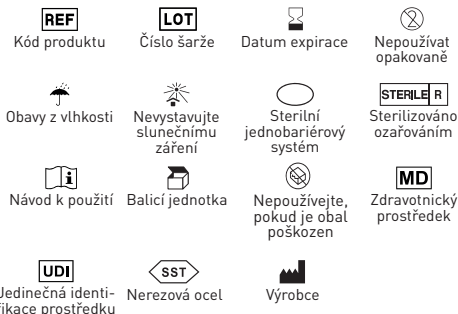 REF
LOT
Kód produktu
Číslo šarže
Datum expirace
Nepoužívat
opakovaně
STERILE R
Obavy z vlhkosti
Nevystavujte
slunečnímu
záření
Sterilní
jednobariérový
systém
Sterilizováno
ozařováním
i
MD
Návod k použití
Balicí jednotka
Nepoužívejte,
pokud je obal
poškozen
Zdravotnický
prostředek
UDI
SST
Jedinečná identi-
fikace prostředku
Nerezová ocel
Výrobce